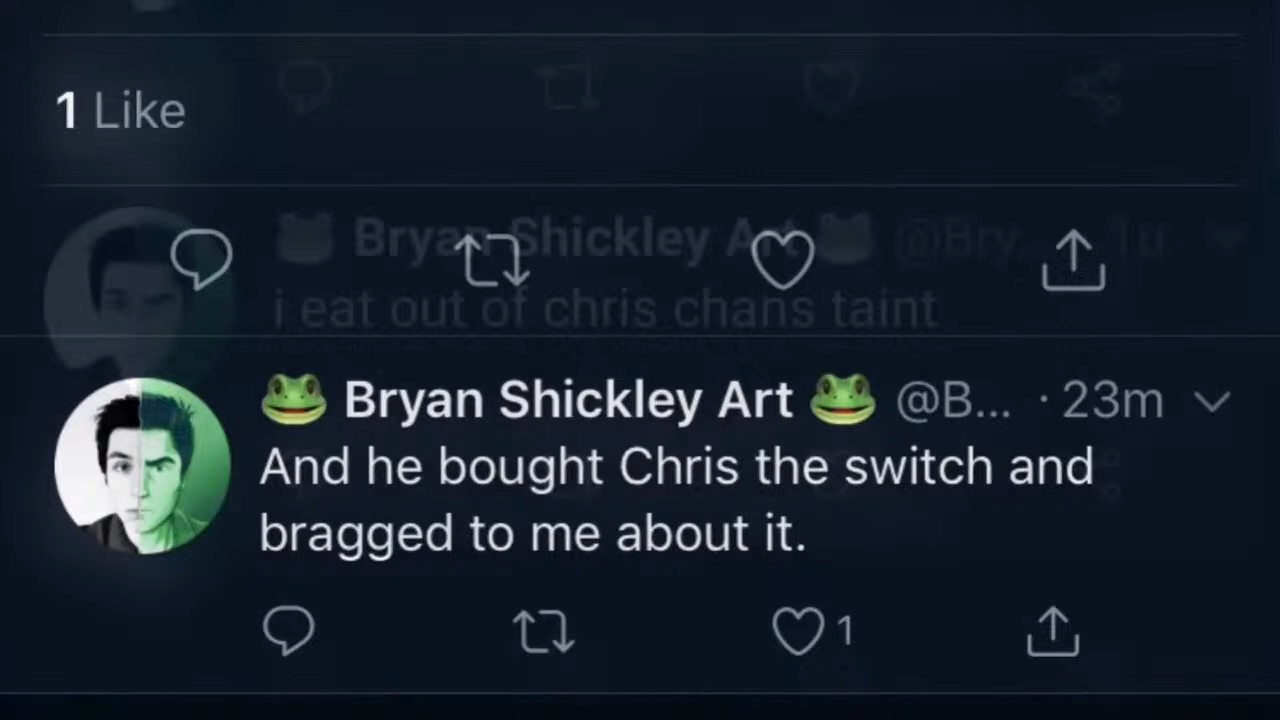 1 Like
🐸 Bryan Shickley Art 🐸 @Bry... 1u
i eat out of chris chans taint
🐸 Bryan Shickley Art 🐸 @B... · 23m
And he bought Chris the switch and
bragged to me about it.
1